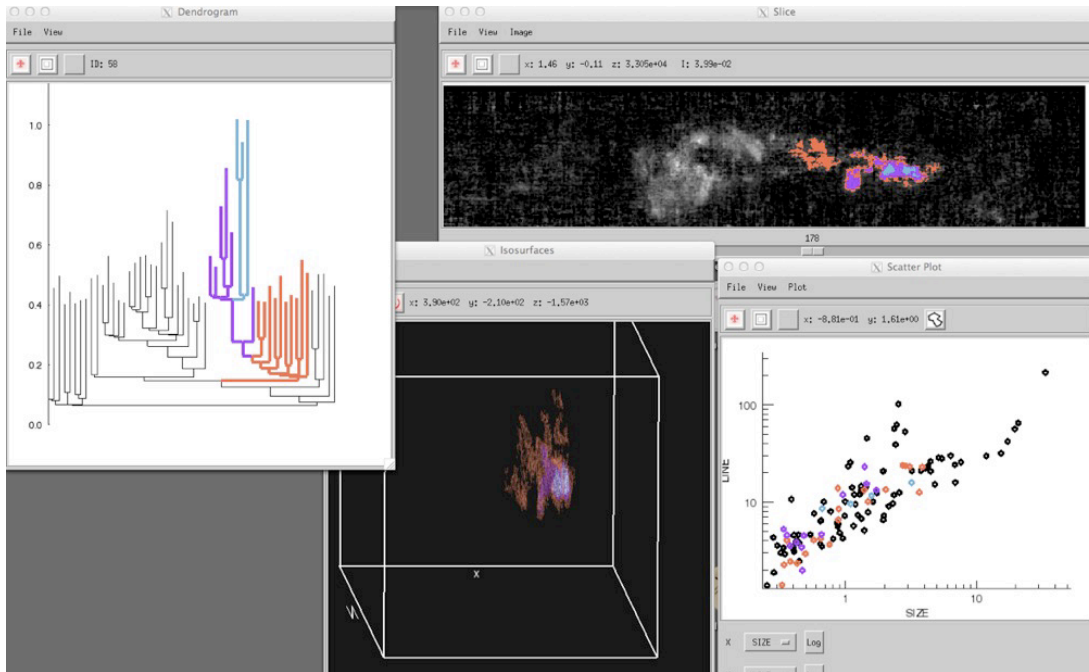 Dendrogram
File View
ID: 58
1.0
0.8
0.6
0.4
0.2
0.0
Slice
File View Image
x: 1.46 y: -0.11 z: 3.305e+04 I: 3.99e-02
178
Isosurfaces
x: 3.90e+02 y: -2.10e+02 z: -1.57e+03
X
Scatter Plot
File View Plot
x: -8.81e-01 y: 1.61e+00
100
10
1
LINE
1
10
SIZE
X SIZE Log